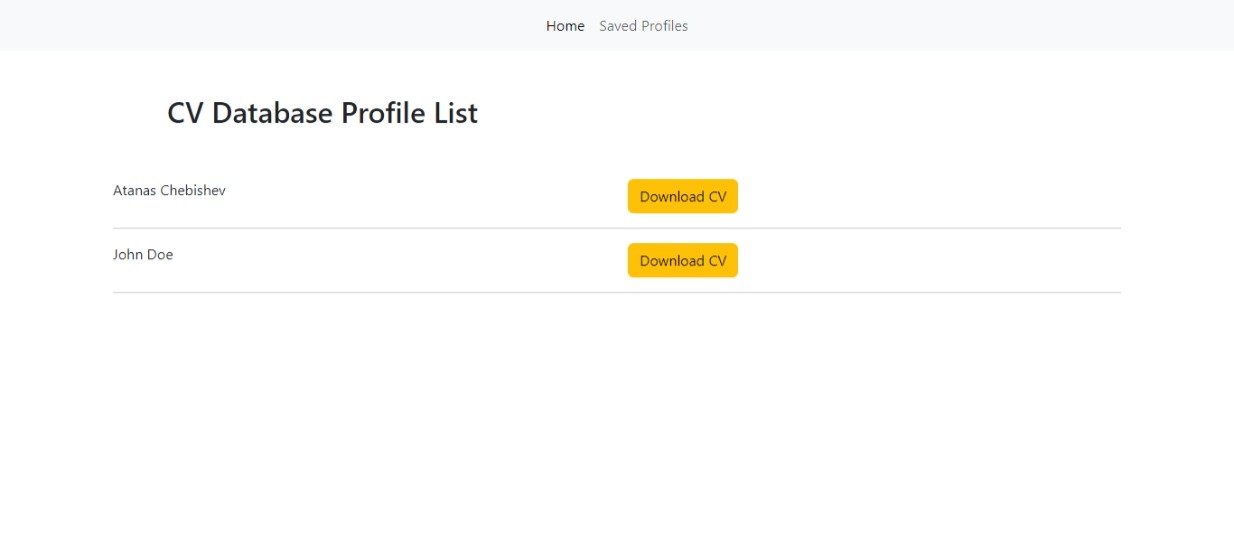 Home Saved Profiles
CV Database Profile List
Atanas Chebishev Download CV
John Doe Download CV